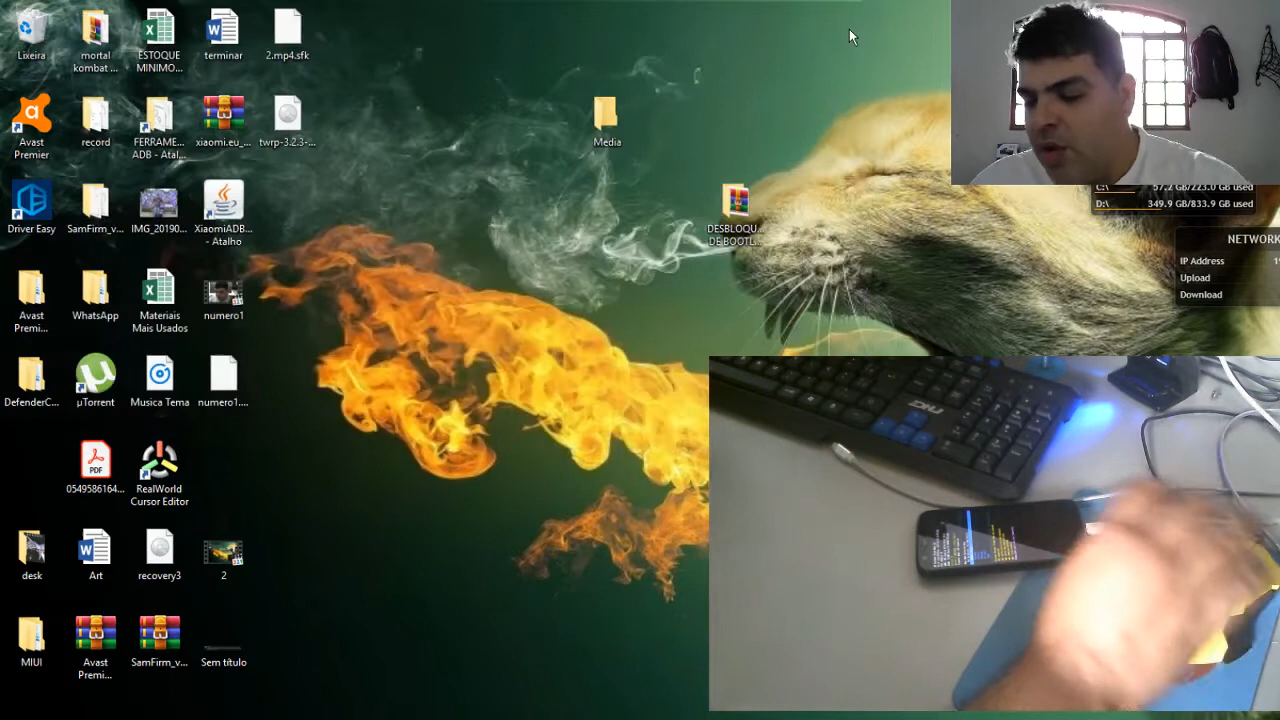 Lixeira
mortal
kombat ...
ESTOQUE
MINIMO...
terminar
2.mp4.sfk
Avast
Premier
record
FERRAME...
ADB - Atal...
xiaomi.eu_...
twrp-3.2.3-...
Media
Driver Easy
SamFirm_v...
IMG_20190...
XiaomiADB...
- Atalho
DESBLOQU...
DE BOOTL...
C:\ 57.2 GB/223.0 GB used
D:\ 349.9 GB/833.9 GB used
NETWORK
IP Address
Upload
Download
Avast
Premi...
WhatsApp
Materiais
Mais Usados
numero1
DefenderC...
µTorrent
Musica Tema
numero1....
PDF
0549586164...
RealWorld
Cursor Editor
desk
Art
recovery3
2
MIUI
Avast
Premi...
SamFirm_v...
Sem título